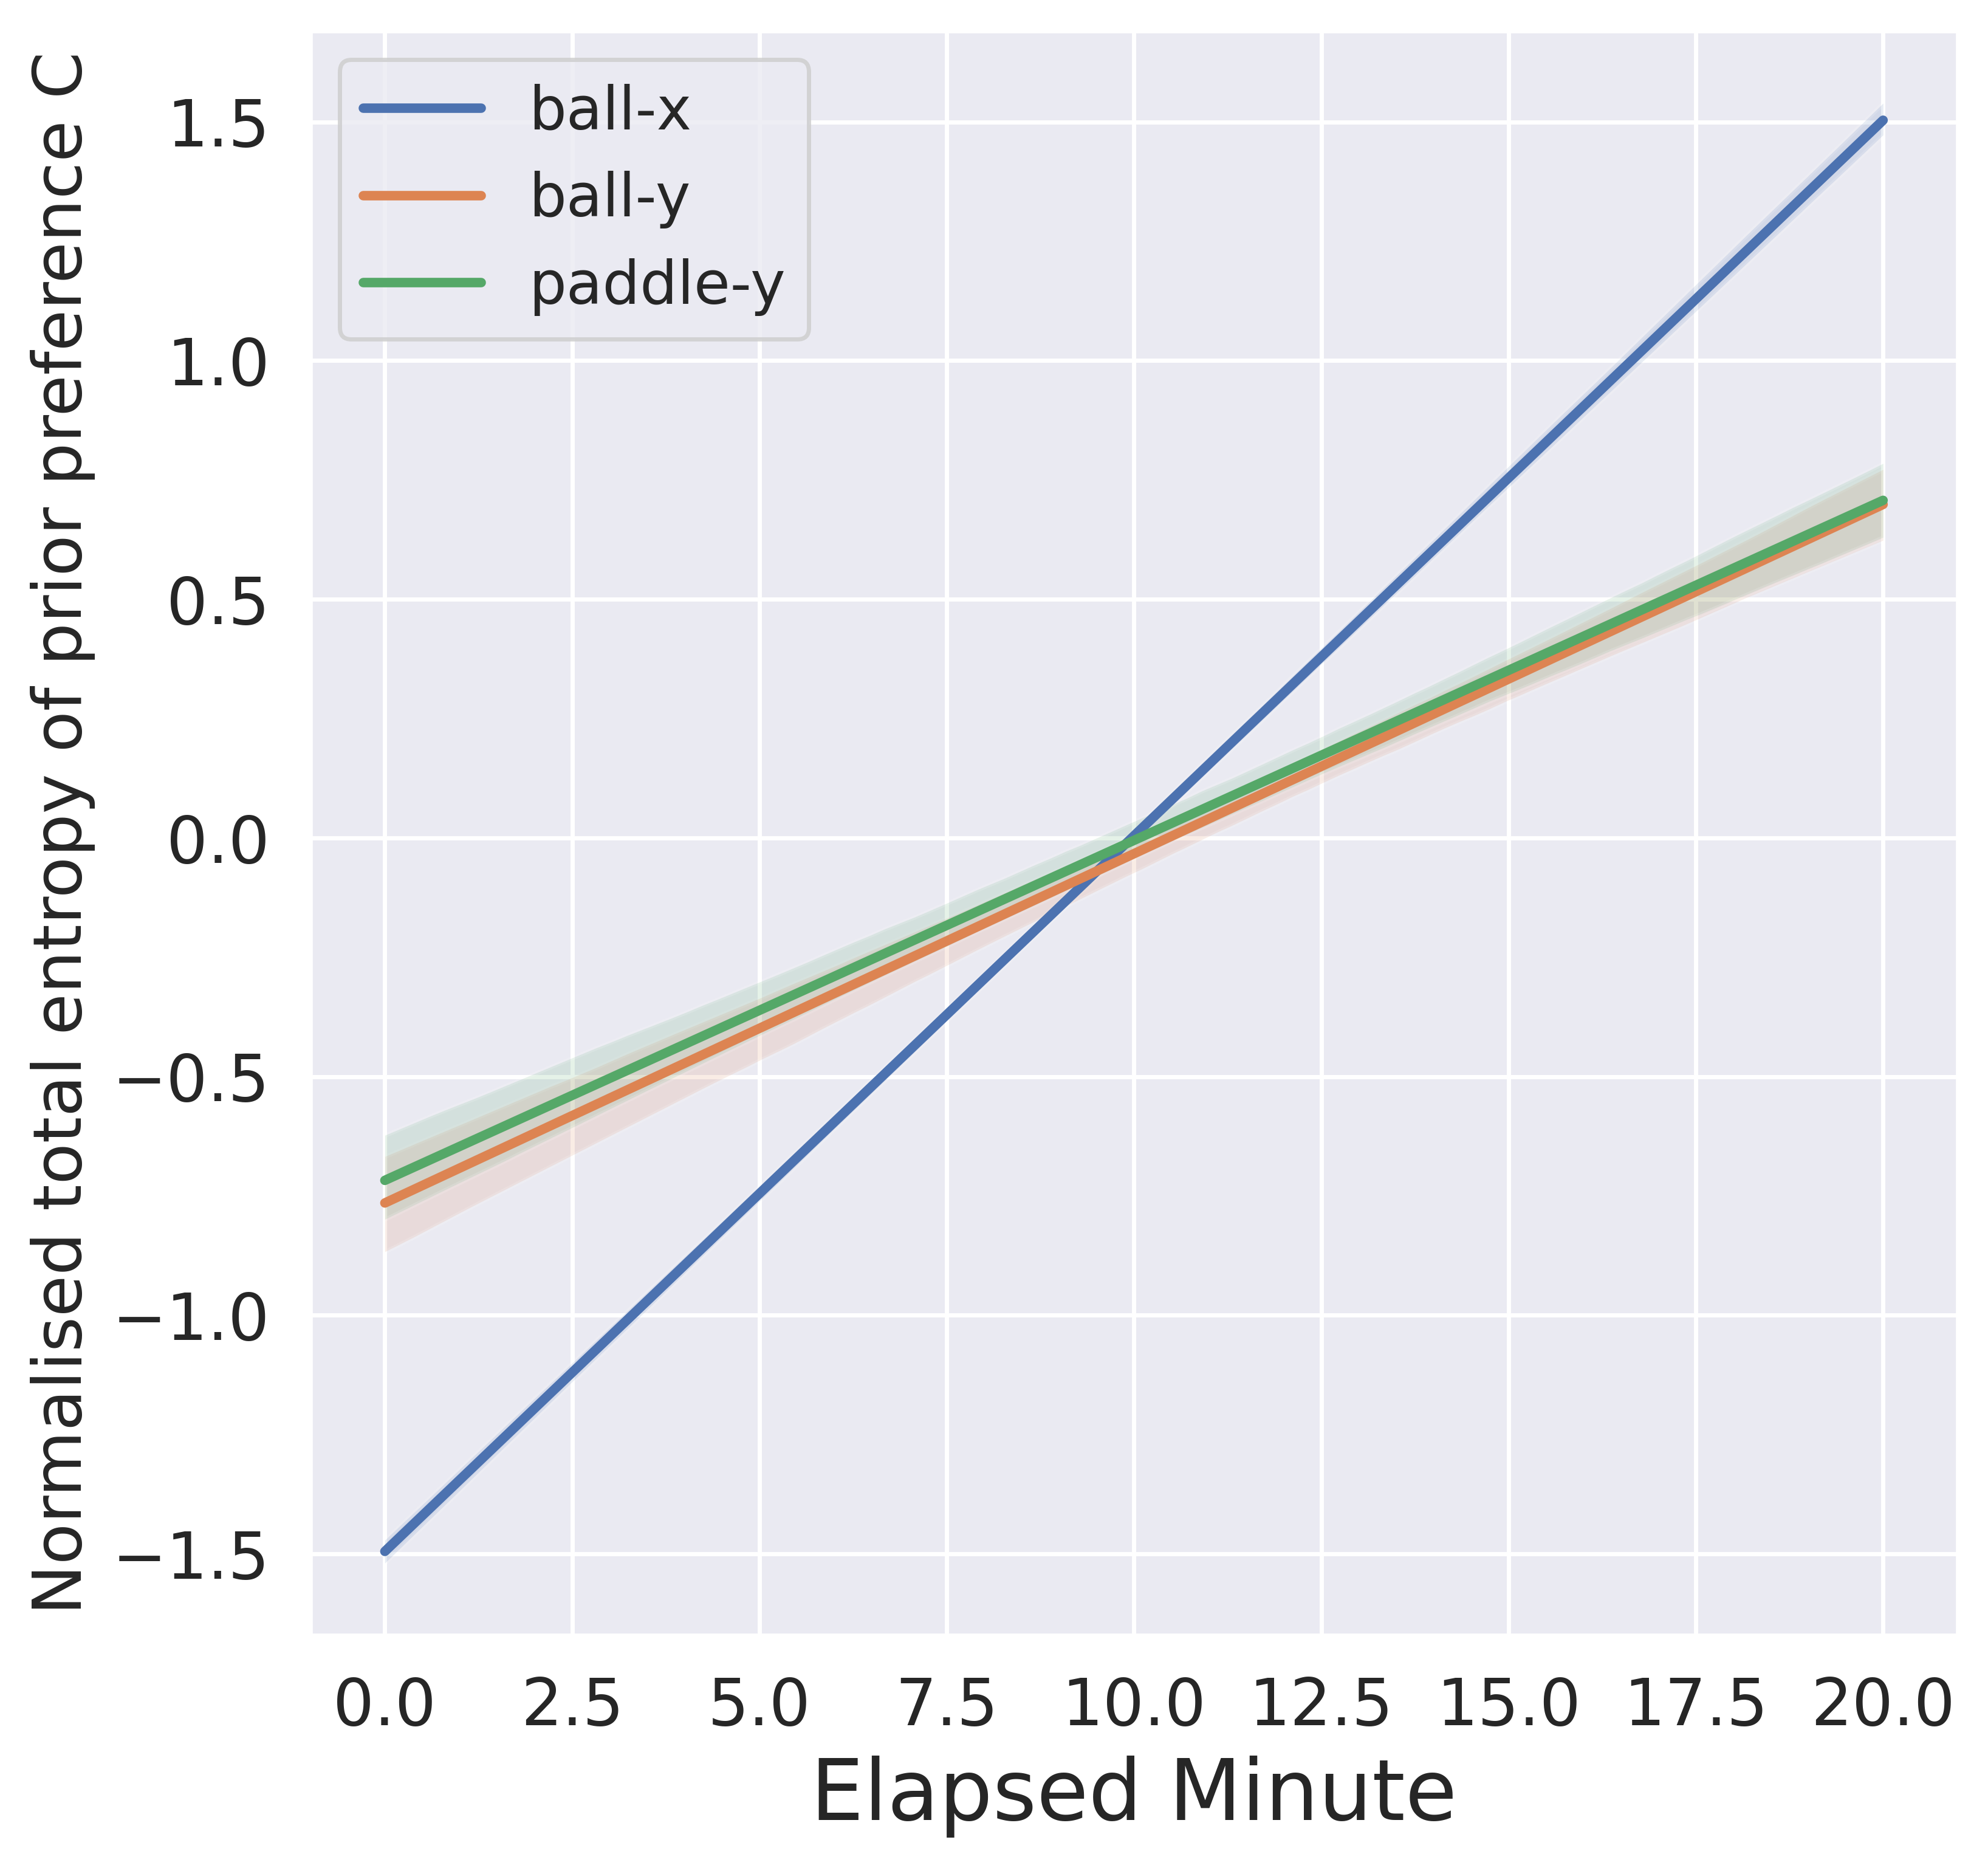 Normalised total entropy of prior preference C
1.5
1.0
0.5
0.0
−0.5
−1.0
−1.5
ball-x
ball-y
paddle-y
0.0 2.5 5.0 7.5 10.0 12.5 15.0 17.5 20.0
Elapsed Minute